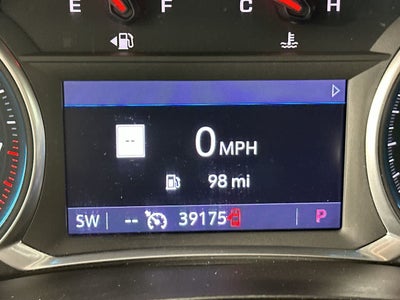 E F C H
--
0 MPH
98 mi
SW -- 39175 P